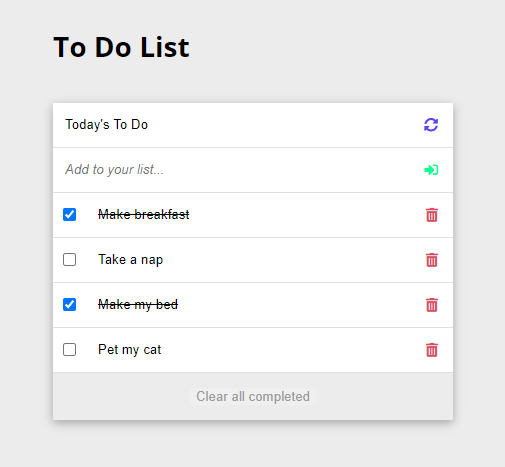 To Do List
Today's To Do
Add to your list...
Make breakfast
Take a nap
Make my bed
Pet my cat
Clear all completed